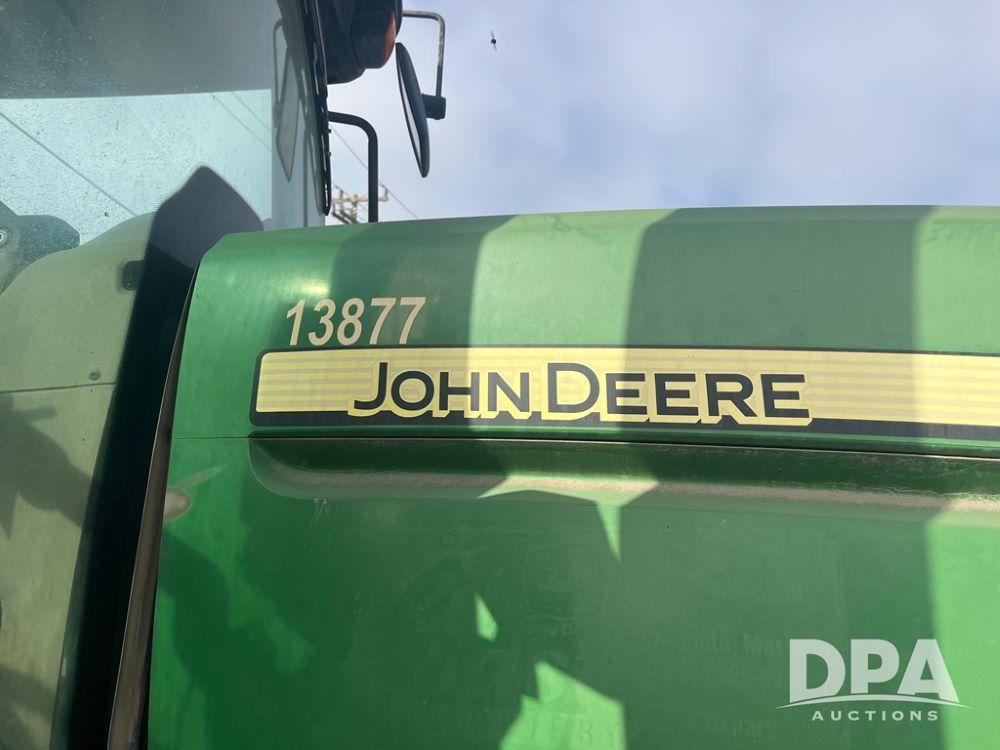 13877
JOHN DEERE
DPA
AUCTIONS